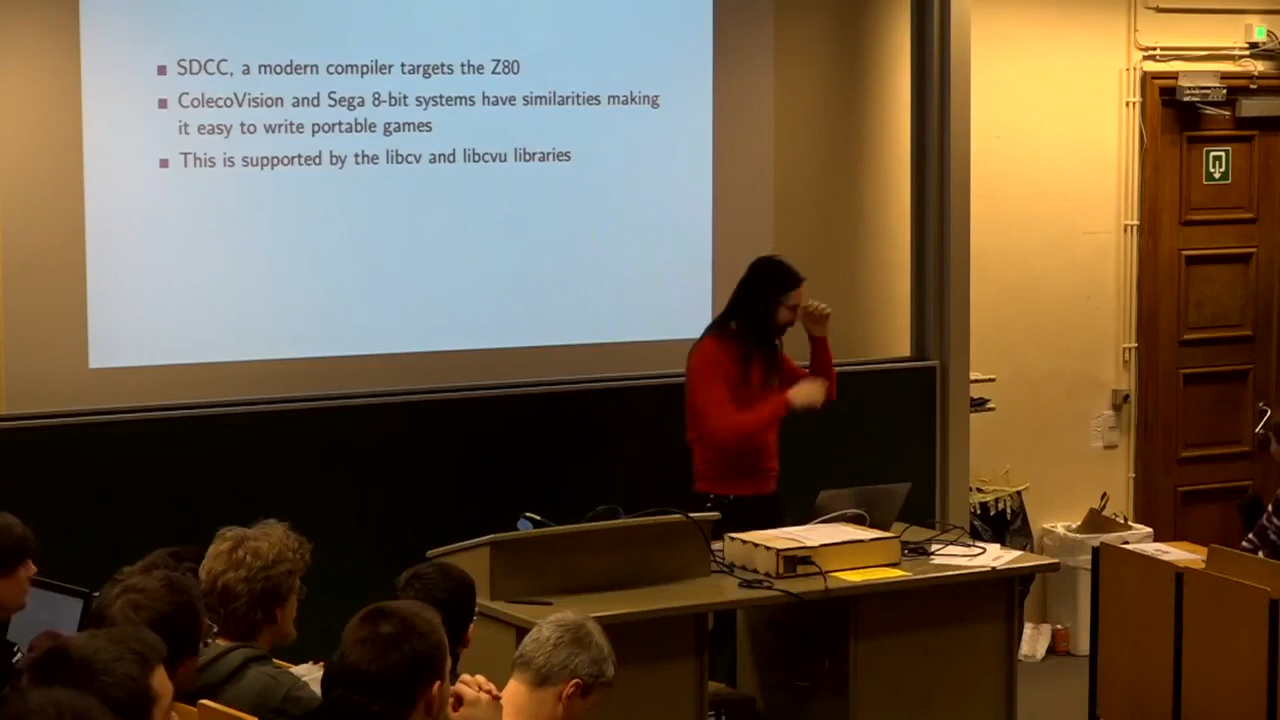 SDCC, a modern compiler targets the Z80
ColecoVision and Sega 8-bit systems have similarities making
it easy to write portable games
This is supported by the libcv and libcvu libraries